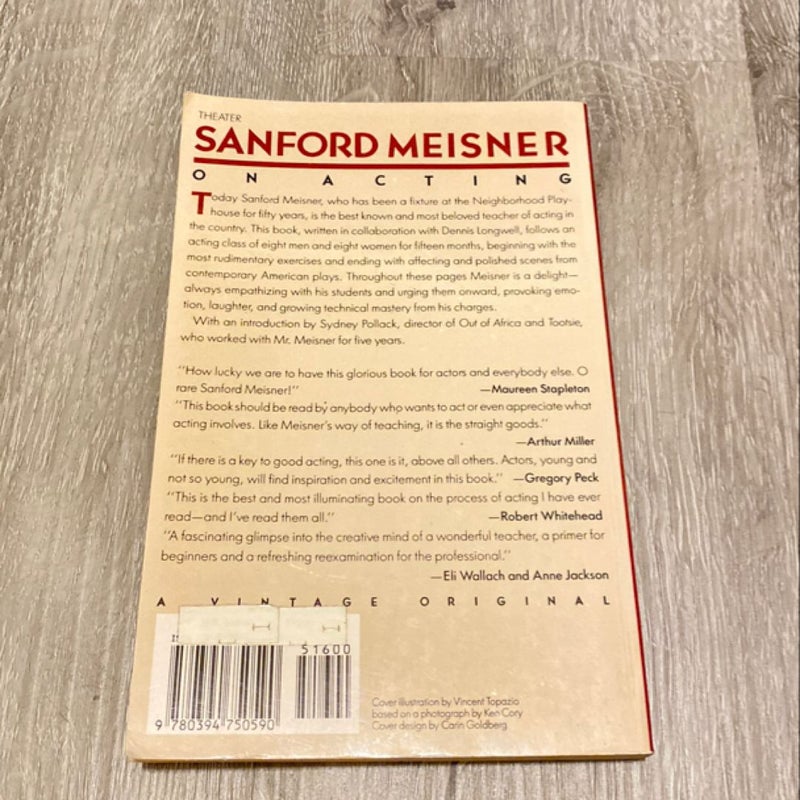 THEATER
SANFORD MEISNER
ON ACTING
Today Sanford Meisner, who has been a fixture at the Neighborhood Play-
house for fifty years, is the best known and most beloved teacher of acting in
the country. This book, written in collaboration with Dennis Longwell, follows an
acting class of eight men and eight women for fifteen months, beginning with the
most rudimentary exercises and ending with affecting and polished scenes from
contemporary American plays. Throughout these pages Meisner is a delight—
always empathizing with his students and urging them onward, provoking emo-
tion, laughter, and growing technical mastery from his charges.
With an introduction by Sydney Pollack, director of Out of Africa and Tootsie,
who worked with Mr. Meisner for five years.
"How lucky we are to have this glorious book for actors and everybody else. O
rare Sanford Meisner!" —Maureen Stapleton
"This book should be read by anybody who wants to act or even appreciate what
acting involves. Like Meisner's way of teaching, it is the straight goods."
—Arthur Miller
"If there is a key to good acting, this one is it, above all others. Actors, young and
not so young, will find inspiration and excitement in this book." —Gregory Peck
"This is the best and most illuminating book on the process of acting I have ever
read—and I've read them all." —Robert Whitehead
"A fascinating glimpse into the creative mind of a wonderful teacher, a primer for
beginners and a refreshing reexamination for the professional."
—Eli Wallach and Anne Jackson
A VINTAGE ORIGINAL
51600
9 780394 750590
Cover illustration by Vincent Topazio
based on a photograph by Ken Cory
Cover design by Carin Goldberg